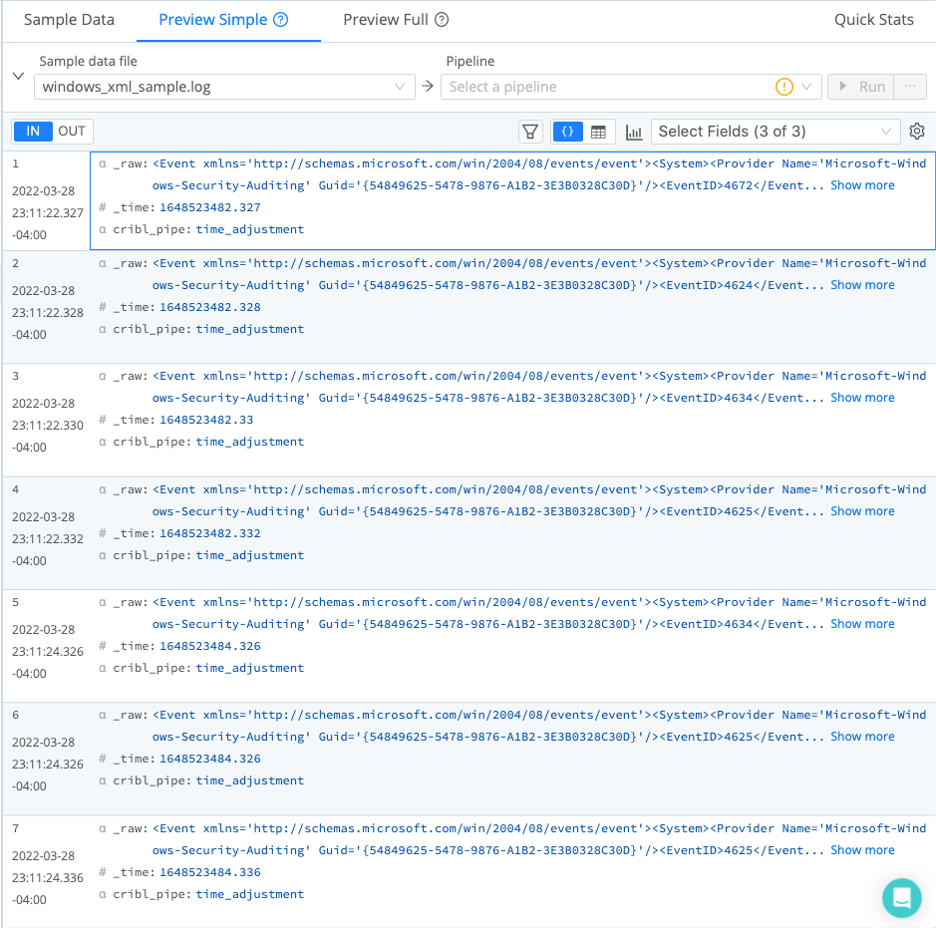 Sample Data Preview Simple Preview Full Quick Stats
Sample data file Pipeline
windows_xml_sample.log Select a pipeline Run ...
IN OUT {} Select Fields (3 of 3)
1 α _raw: <Event xmlns='http://schemas.microsoft.com/win/2004/08/events/event'><System><Provider Name='Microsoft-Wind
2022-03-28 ows-Security-Auditing' Guid='{54849625-5478-9876-A1B2-3E3B0328C30D}'/><EventID>4672</Event... Show more
23:11:22.327 # _time: 1648523482.327
-04:00 α cribl_pipe: time_adjustment
2 α _raw: <Event xmlns='http://schemas.microsoft.com/win/2004/08/events/event'><System><Provider Name='Microsoft-Wind
2022-03-28 ows-Security-Auditing' Guid='{54849625-5478-9876-A1B2-3E3B0328C30D}'/><EventID>4624</Event... Show more
23:11:22.328 # _time: 1648523482.328
-04:00 α cribl_pipe: time_adjustment
3 α _raw: <Event xmlns='http://schemas.microsoft.com/win/2004/08/events/event'><System><Provider Name='Microsoft-Wind
2022-03-28 ows-Security-Auditing' Guid='{54849625-5478-9876-A1B2-3E3B0328C30D}'/><EventID>4634</Event... Show more
23:11:22.330 # _time: 1648523482.33
-04:00 α cribl_pipe: time_adjustment
4 α _raw: <Event xmlns='http://schemas.microsoft.com/win/2004/08/events/event'><System><Provider Name='Microsoft-Wind
2022-03-28 ows-Security-Auditing' Guid='{54849625-5478-9876-A1B2-3E3B0328C30D}'/><EventID>4625</Event... Show more
23:11:22.332 # _time: 1648523482.332
-04:00 α cribl_pipe: time_adjustment
5 α _raw: <Event xmlns='http://schemas.microsoft.com/win/2004/08/events/event'><System><Provider Name='Microsoft-Wind
2022-03-28 ows-Security-Auditing' Guid='{54849625-5478-9876-A1B2-3E3B0328C30D}'/><EventID>4634</Event... Show more
23:11:24.326 # _time: 1648523484.326
-04:00 α cribl_pipe: time_adjustment
6 α _raw: <Event xmlns='http://schemas.microsoft.com/win/2004/08/events/event'><System><Provider Name='Microsoft-Wind
2022-03-28 ows-Security-Auditing' Guid='{54849625-5478-9876-A1B2-3E3B0328C30D}'/><EventID>4625</Event... Show more
23:11:24.326 # _time: 1648523484.326
-04:00 α cribl_pipe: time_adjustment
7 α _raw: <Event xmlns='http://schemas.microsoft.com/win/2004/08/events/event'><System><Provider Name='Microsoft-Wind
2022-03-28 ows-Security-Auditing' Guid='{54849625-5478-9876-A1B2-3E3B0328C30D}'/><EventID>4625</Event... Show more
23:11:24.336 # _time: 1648523484.336
-04:00 α cribl_pipe: time_adjustment